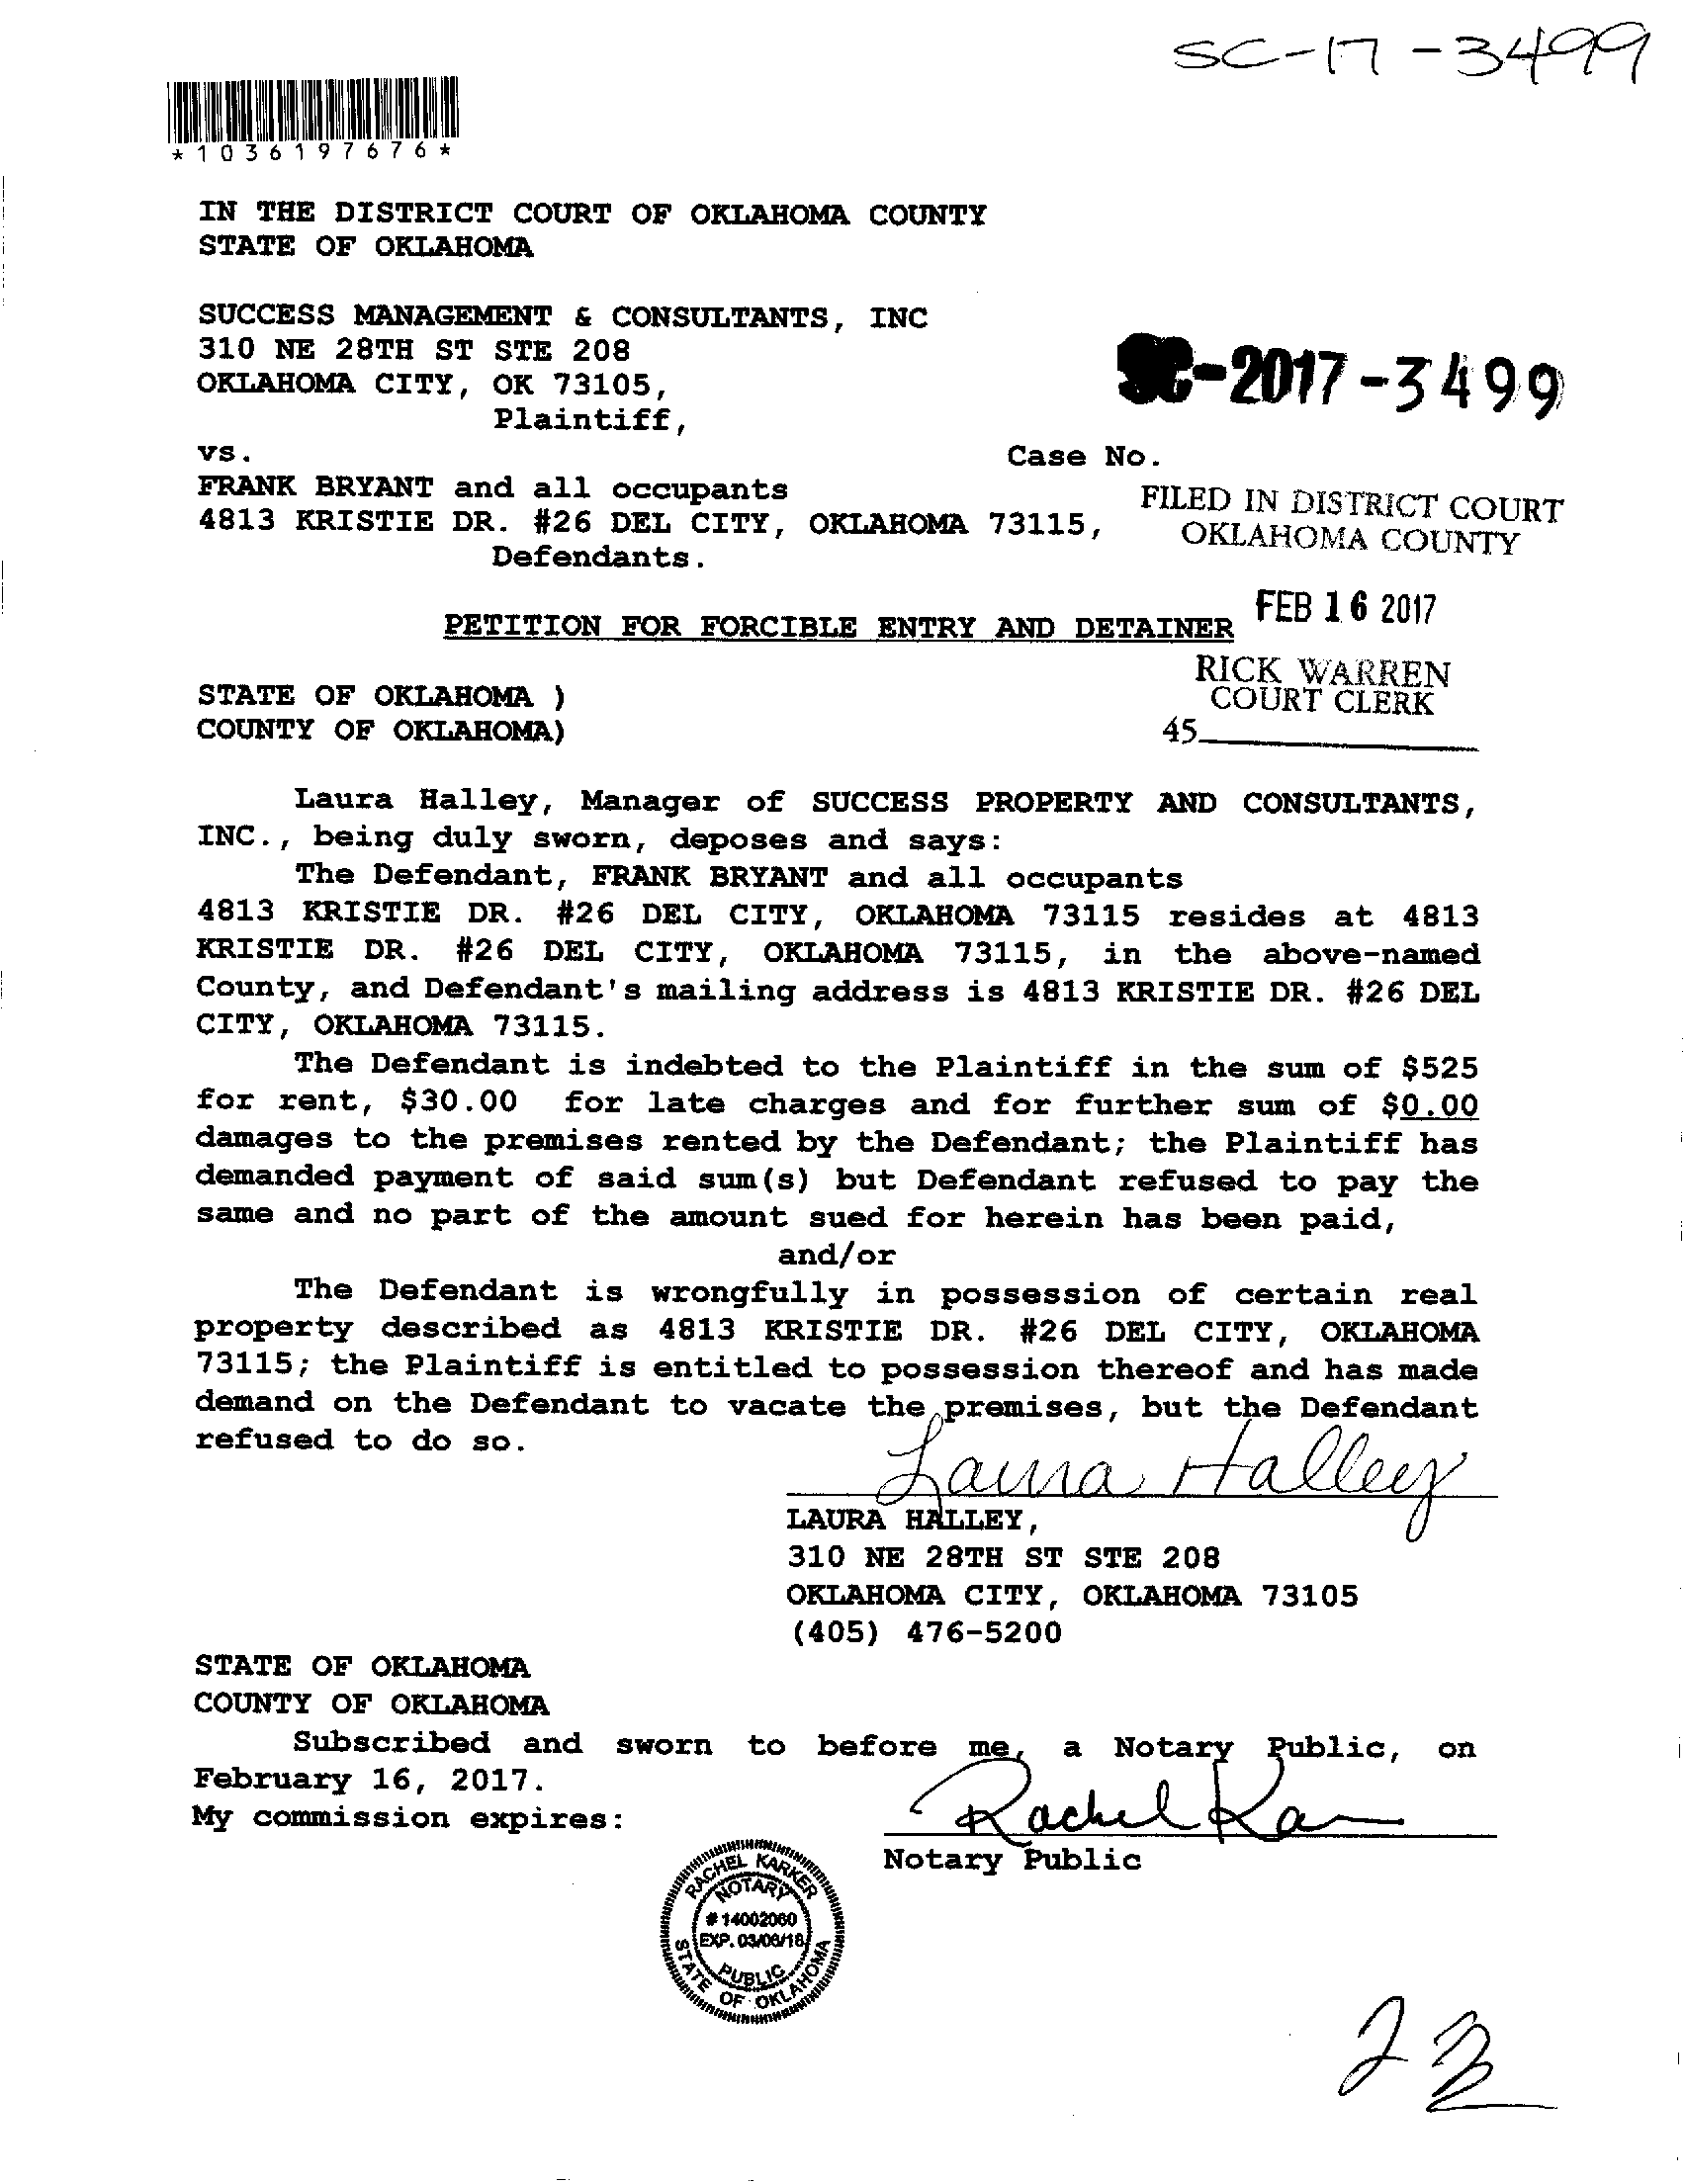 SC-17-3499
*1036197676*
IN THE DISTRICT COURT OF OKLAHOMA COUNTY
STATE OF OKLAHOMA
SUCCESS MANAGEMENT & CONSULTANTS, INC
310 NE 28TH ST STE 208
OKLAHOMA CITY, OK 73105,
SC-2017-3499
Plaintiff,
vs.
Case No.
FRANK BRYANT and all occupants
4813 KRISTIE DR. #26 DEL CITY, OKLAHOMA 73115,
Defendants.
FILED IN DISTRICT COURT
OKLAHOMA COUNTY
FEB 16 2017
PETITION FOR FORCIBLE ENTRY AND DETAINER
RICK WARREN
COURT CLERK
45
STATE OF OKLAHOMA )
COUNTY OF OKLAHOMA)
Laura Halley, Manager of SUCCESS PROPERTY AND CONSULTANTS,
INC., being duly sworn, deposes and says:
The Defendant, FRANK BRYANT and all occupants
4813 KRISTIE DR. #26 DEL CITY, OKLAHOMA 73115 resides at 4813
KRISTIE DR. #26 DEL CITY, OKLAHOMA 73115, in the above-named
County, and Defendant's mailing address is 4813 KRISTIE DR. #26 DEL
CITY, OKLAHOMA 73115.
The Defendant is indebted to the Plaintiff in the sum of $525
for rent, $30.00 for late charges and for further sum of $0.00
damages to the premises rented by the Defendant; the Plaintiff has
demanded payment of said sum(s) but Defendant refused to pay the
same and no part of the amount sued for herein has been paid,
and/or
The Defendant is wrongfully in possession of certain real
property described as 4813 KRISTIE DR. #26 DEL CITY, OKLAHOMA
73115; the Plaintiff is entitled to possession thereof and has made
demand on the Defendant to vacate the premises, but the Defendant
refused to do so.
Laura Halley
LAURA HALLEY,
310 NE 28TH ST STE 208
OKLAHOMA CITY, OKLAHOMA 73105
(405) 476-5200
STATE OF OKLAHOMA
COUNTY OF OKLAHOMA
Subscribed and sworn to before me, a Notary Public, on
February 16, 2017.
My commission expires:
Rachel Kar
Notary Public
RACHEL KARKER
NOTARY
# 14002060
EXP. 03/06/18
PUBLIC
STATE OF OKLAHOMA